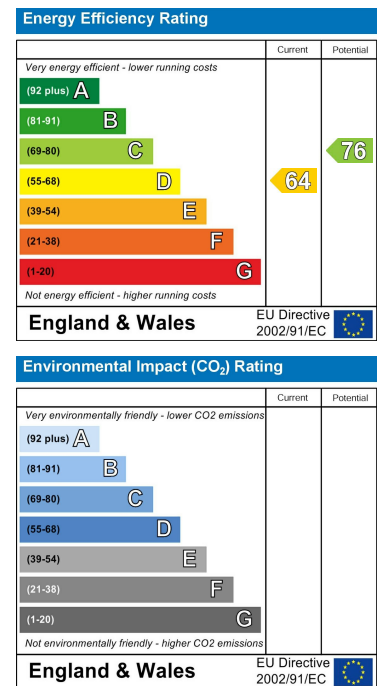 Energy Efficiency Rating
Current Potential
Very energy efficient - lower running costs
(92 plus) A
(81-91) B
(69-80) C
76
(55-68) D
64
(39-54) E
(21-38) F
(1-20) G
Not energy efficient - higher running costs
England & Wales
EU Directive
2002/91/EC
Environmental Impact (CO₂) Rating
Current Potential
Very environmentally friendly - lower CO2 emissions
(92 plus) A
(81-91) B
(69-80) C
(55-68) D
(39-54) E
(21-38) F
(1-20) G
Not environmentally friendly - higher CO2 emissions
England & Wales
EU Directive
2002/91/EC